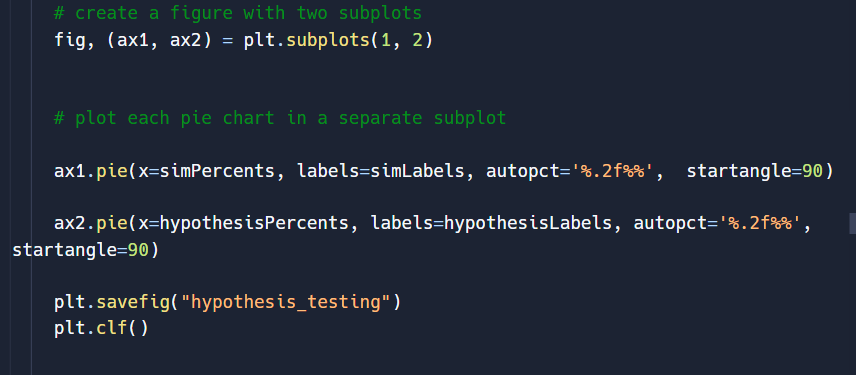 # create a figure with two subplots
fig, (ax1, ax2) = plt.subplots(1, 2)
# plot each pie chart in a separate subplot
ax1.pie(x=simPercents, labels=simLabels, autopct='%.2f%%',  startangle=90)
ax2.pie(x=hypothesisPercents, labels=hypothesisLabels, autopct='%.2f%%',
startangle=90)
plt.savefig("hypothesis_testing")
plt.clf()